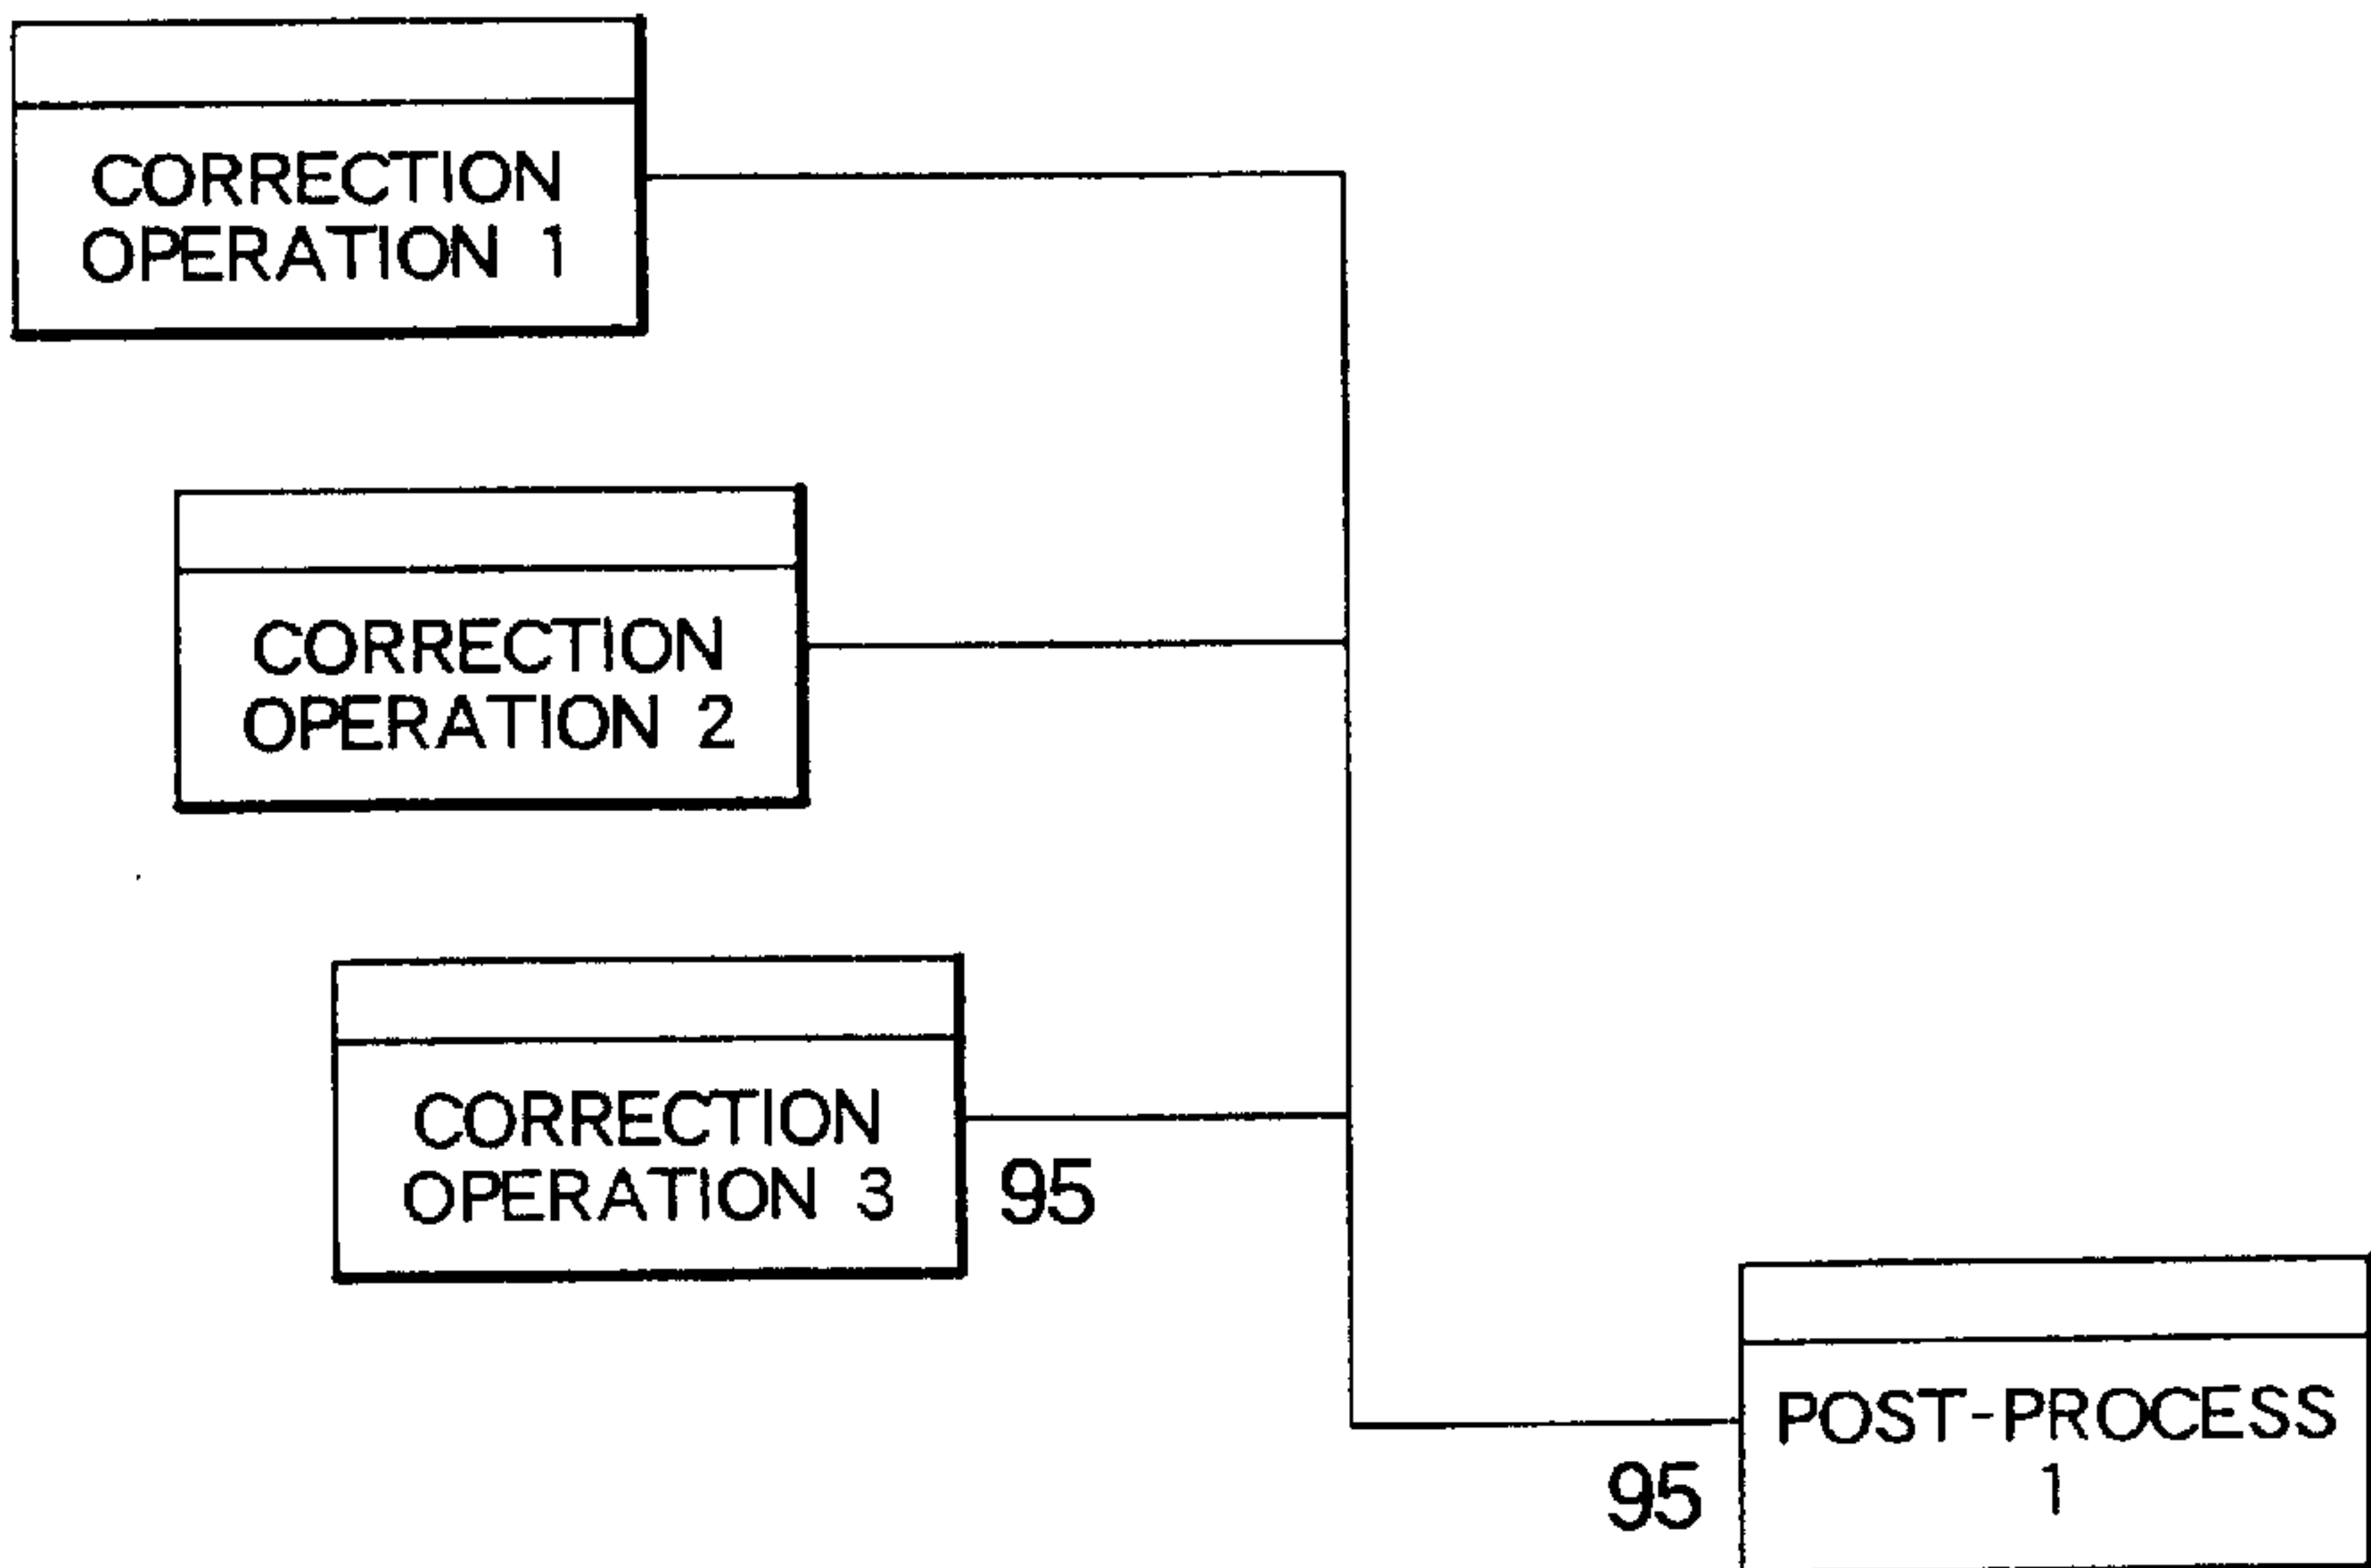 CORRECTION
OPERATION 1
CORRECTION
OPERATION 2
CORRECTION
OPERATION 3
95
POST-PROCESS
1
95